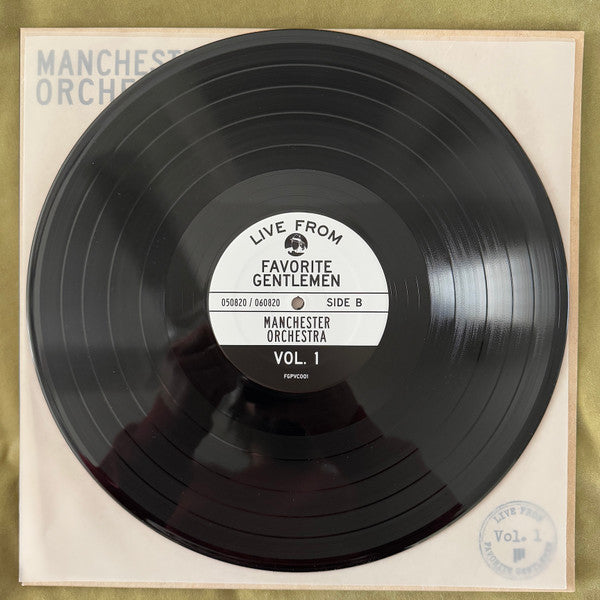 MANCHEST
ORCHE
LIVE FROM
FAVORITE
GENTLEMEN
050820 / 060820
SIDE B
MANCHESTER
ORCHESTRA
VOL. 1
FGPVC001
LIVE FROM
Vol. 1
FAVORITE GENTLEMEN